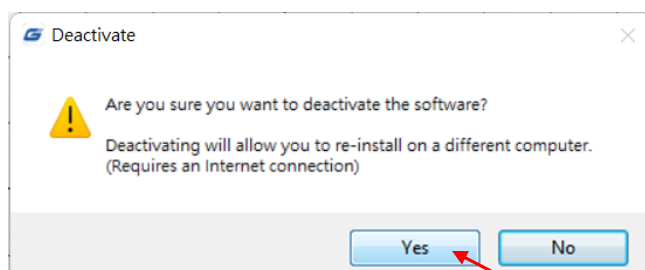 Deactivate
Are you sure you want to deactivate the software?
Deactivating will allow you to re-install on a different computer.
(Requires an Internet connection)
Yes
No